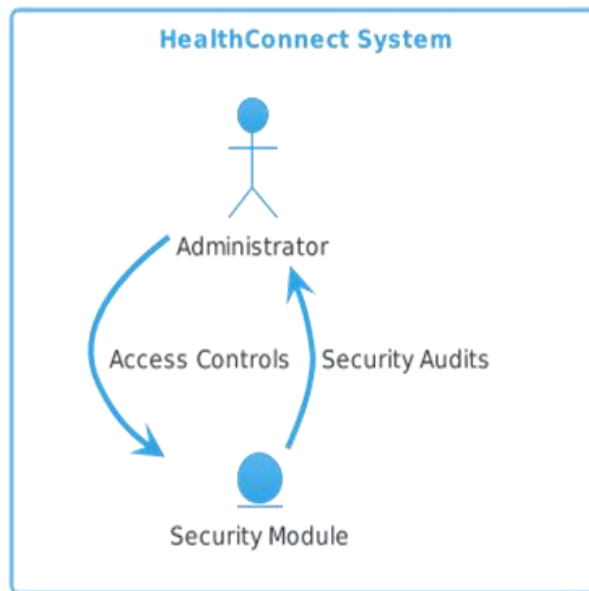 HealthConnect System
Administrator
Access Controls
Security Audits
Security Module